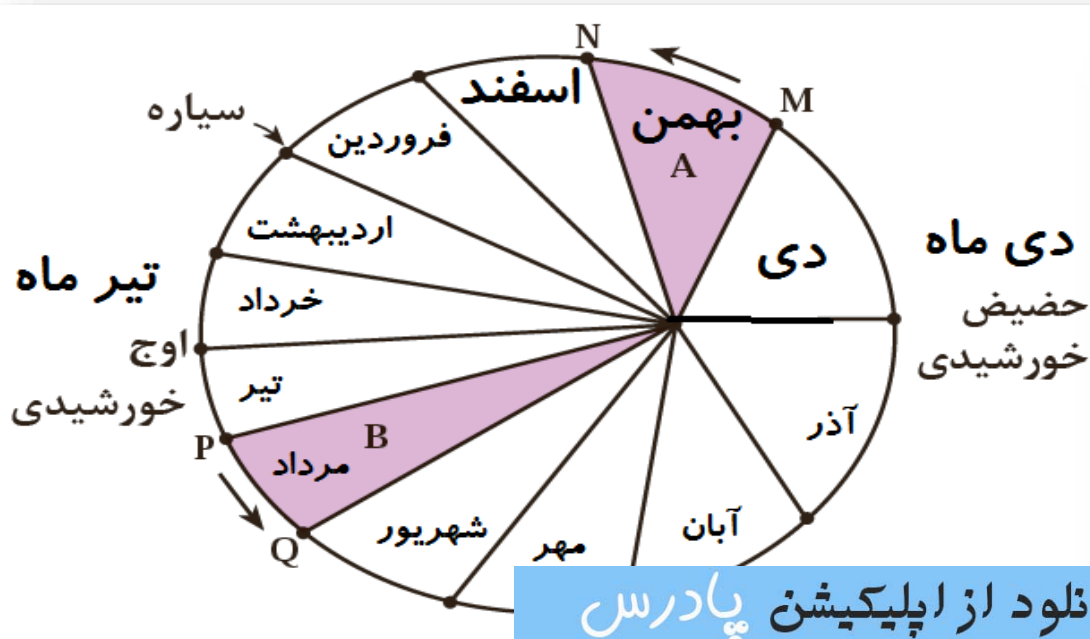 N
M
اسفند
بهمن
A
سیاره
فروردین
اردیبهشت
دی
دی ماه
حضیض
خورشیدی
تیر ماه
خرداد
اوج
خورشیدی
تیر
P
B
مرداد
Q
شهریور
مهر
آبان
آذر
نلود از اپلیکیشن پادرس